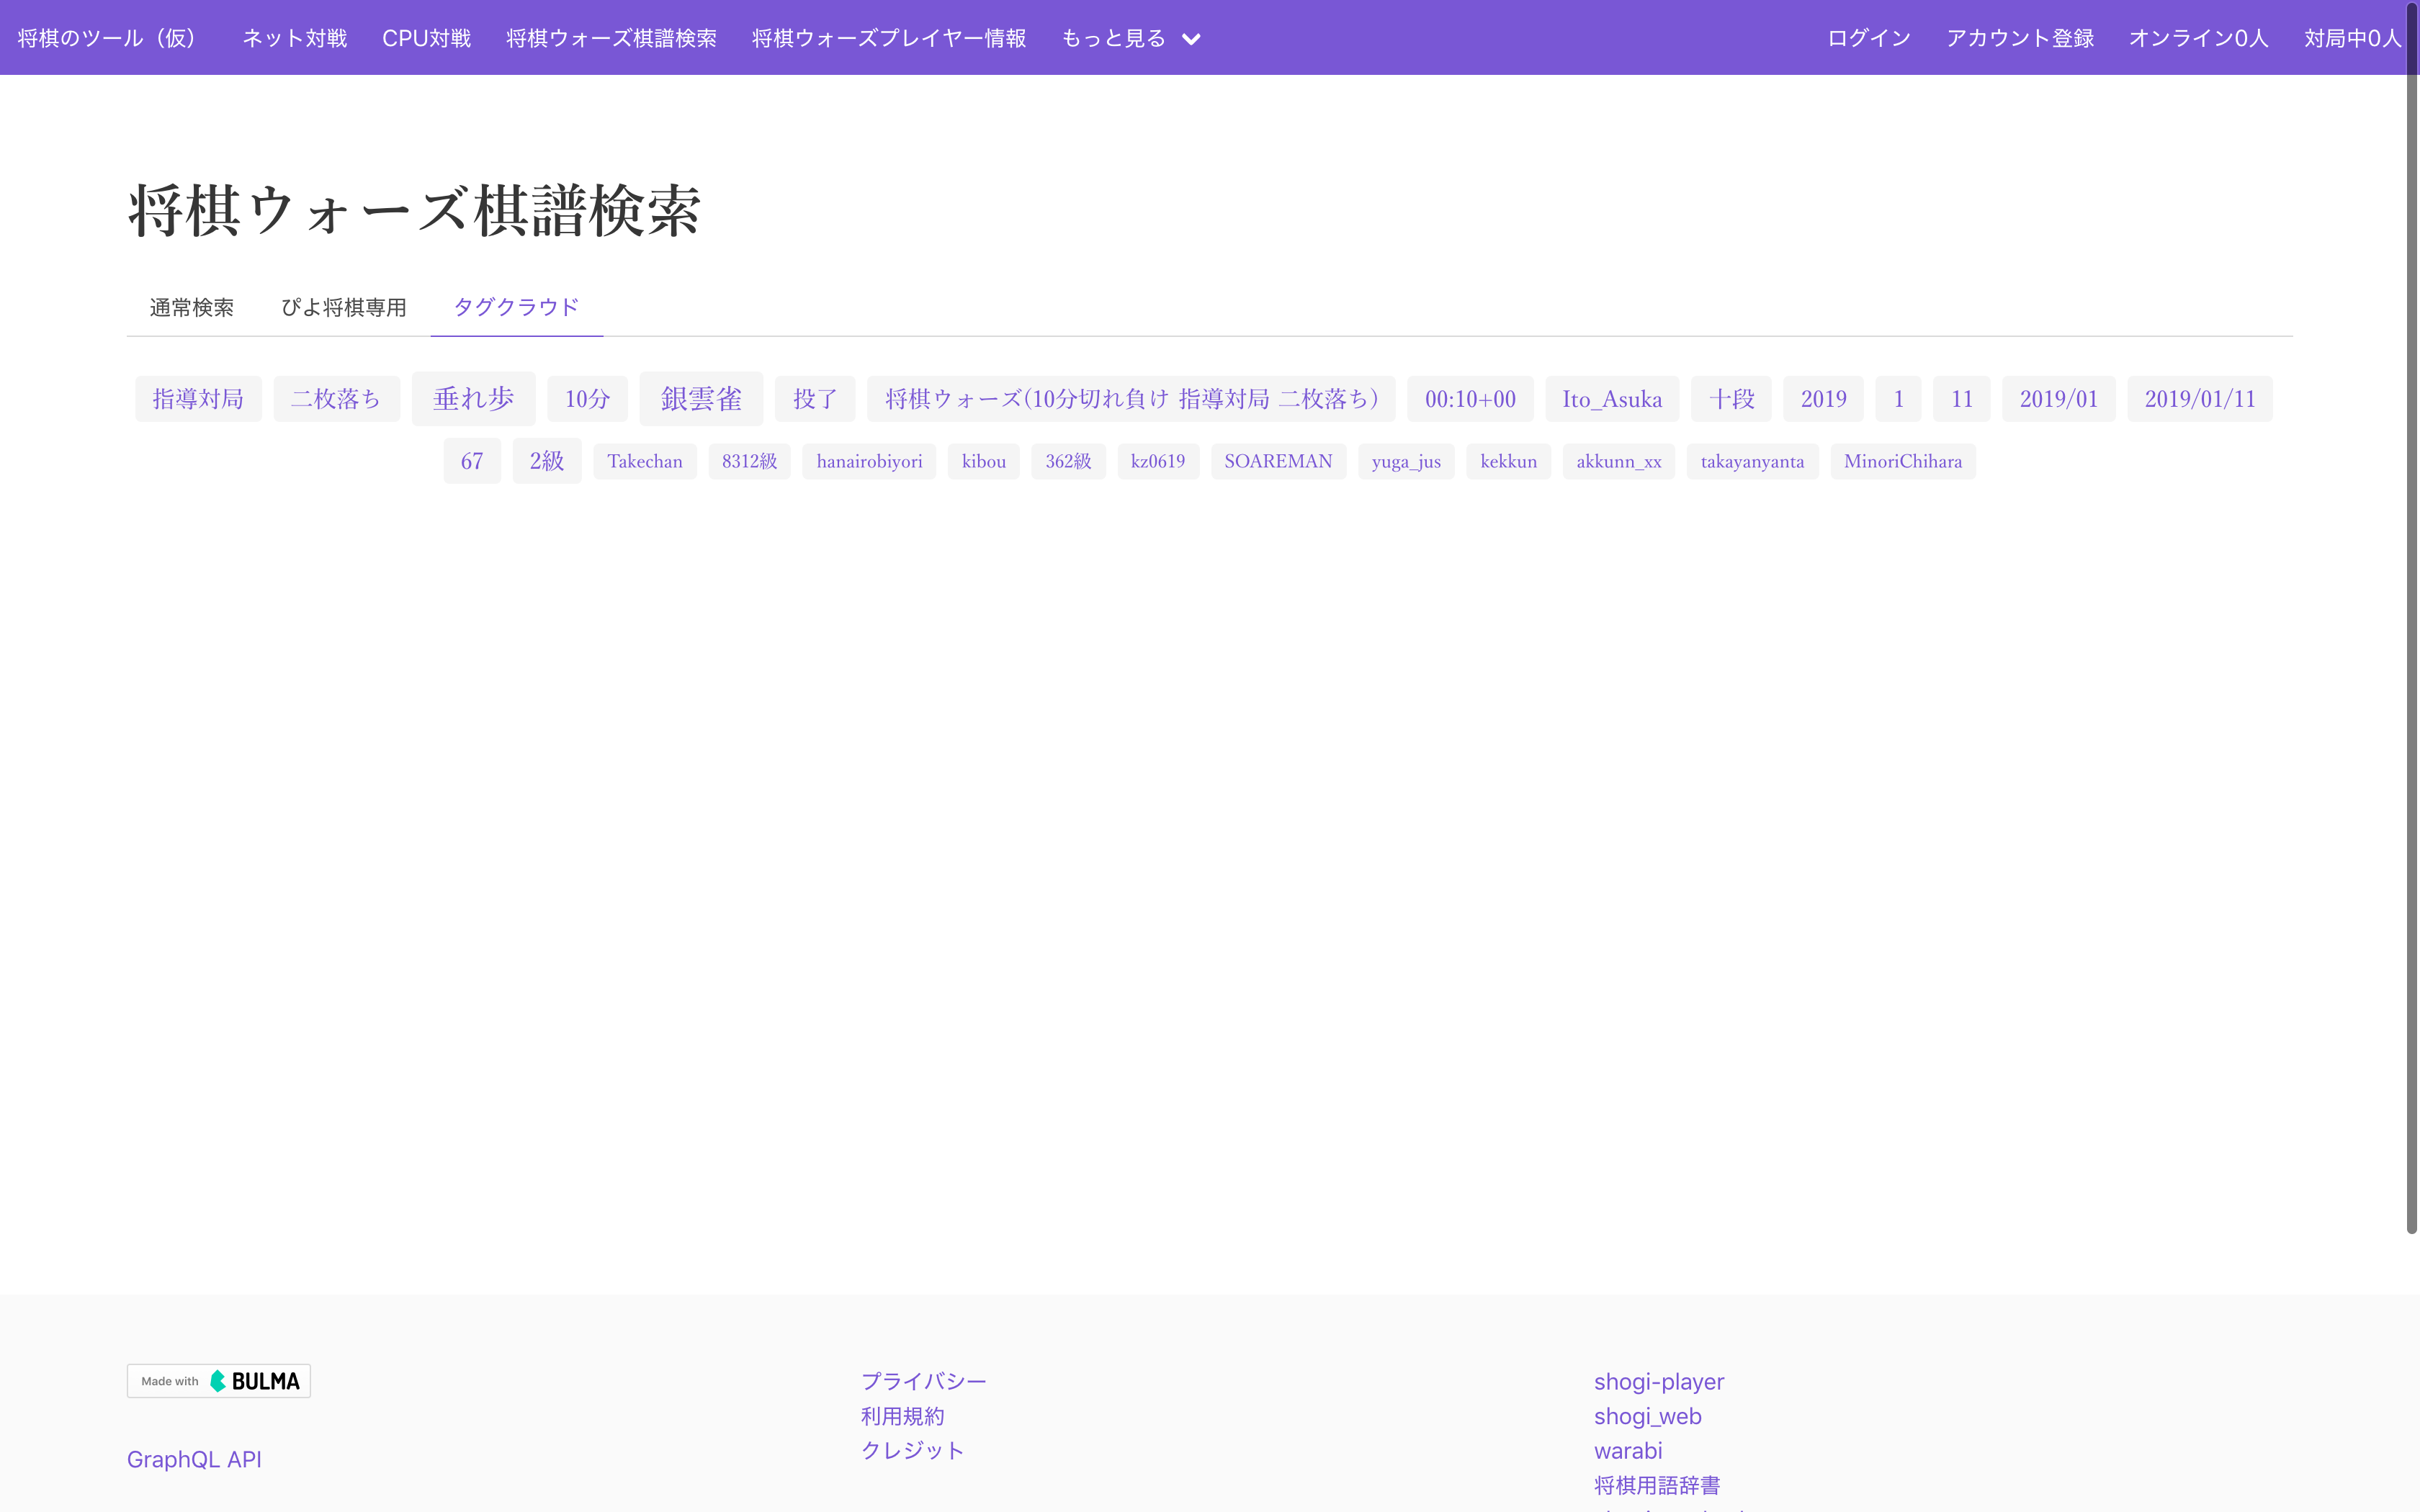 将棋のツール（仮） ネット対戦 CPU対戦 将棋ウォーズ棋譜検索 将棋ウォーズプレイヤー情報 もっと見る ログイン アカウント登録 オンライン0人 対局中0人
将棋ウォーズ棋譜検索
通常検索 ぴよ将棋専用 タグクラウド
指導対局 二枚落ち 垂れ歩 10分 銀雲雀 投了 将棋ウォーズ(10分切れ負け 指導対局 二枚落ち) 00:10+00 Ito_Asuka 十段 2019 1 11 2019/01 2019/01/11
67 2級 Takechan 8312級 hanairobiyori kibou 362級 kz0619 SOAREMAN yuga_jus kekkun akkunn_xx takayanyanta MinoriChihara
Made with BULMA
GraphQL API
プライバシー
利用規約
クレジット
shogi-player
shogi_web
warabi
将棋用語辞書